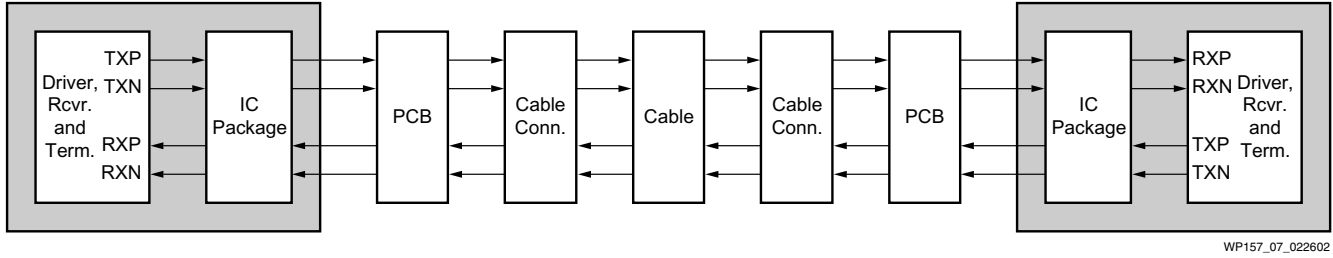 TXP
TXN
Driver,
Rcvr.
and
Term.
RXP
RXN
IC
Package
PCB
Cable
Conn.
Cable
Cable
Conn.
PCB
IC
Package
RXP
RXN
Driver,
Rcvr.
and
Term.
TXP
TXN
WP157_07_022602